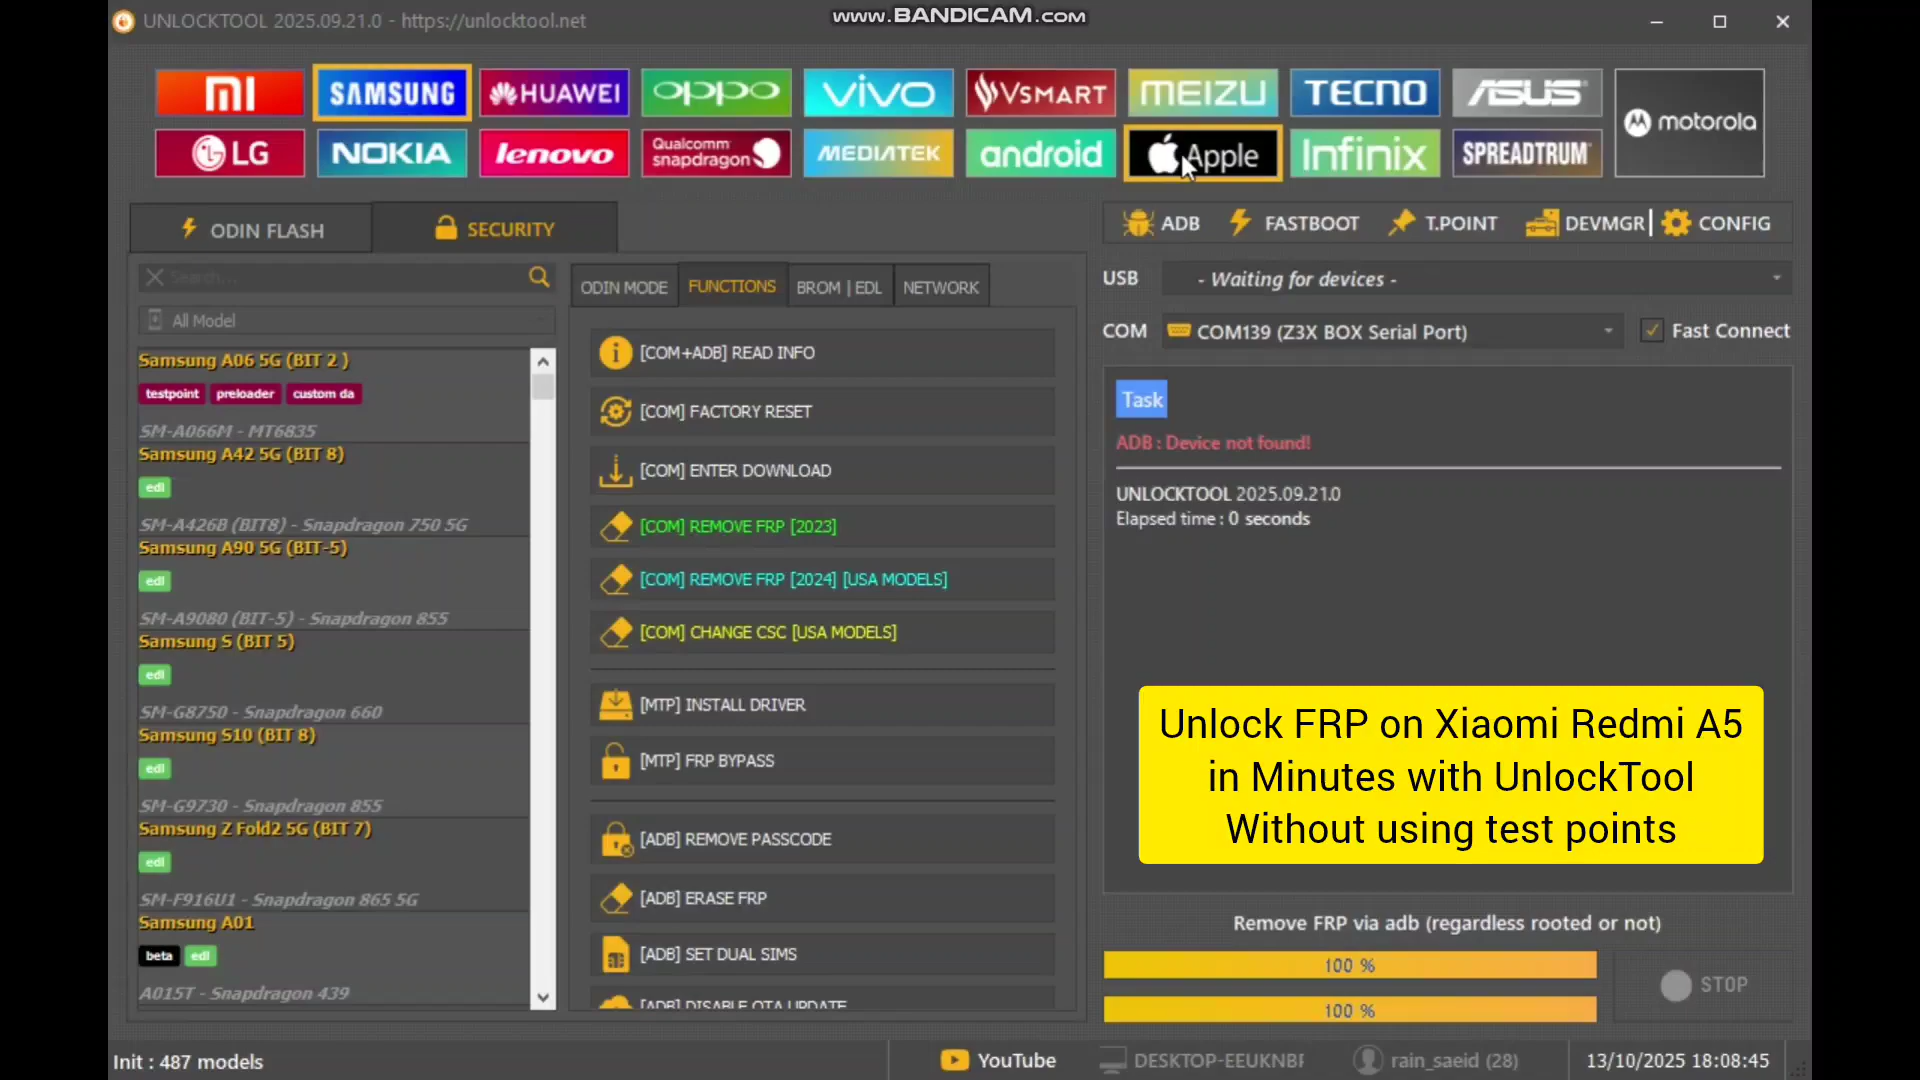 UNLOCKTOOL 2025.09.21.0 - https://unlocktool.net
www.BANDICAM.com
MI
SAMSUNG
HUAWEI
oppo
vivo
VSMART
MEIZU
TECNO
ASUS
motorola
LG
NOKIA
lenovo
Qualcomm
snapdragon
MEDIATEK
android
Apple
Infinix
SPREADTRUM
ODIN FLASH
SECURITY
ADB
FASTBOOT
T.POINT
DEVMGR
CONFIG
Search...
All Model
Samsung A06 5G (BIT 2 )
testpoint preloader custom da
SM-A066M - MT6835
Samsung A42 5G (BIT 8)
edl
SM-A426B (BIT8) - Snapdragon 750 5G
Samsung A90 5G (BIT-5)
edl
SM-A9080 (BIT-5) - Snapdragon 855
Samsung S (BIT 5)
edl
SM-G8750 - Snapdragon 660
Samsung S10 (BIT 8)
edl
SM-G9730 - Snapdragon 855
Samsung Z Fold2 5G (BIT 7)
edl
SM-F916U1 - Snapdragon 865 5G
Samsung A01
beta edl
A015T - Snapdragon 439
ODIN MODE
FUNCTIONS
BROM | EDL
NETWORK
[COM+ADB] READ INFO
[COM] FACTORY RESET
[COM] ENTER DOWNLOAD
[COM] REMOVE FRP [2023]
[COM] REMOVE FRP [2024] [USA MODELS]
[COM] CHANGE CSC [USA MODELS]
[MTP] INSTALL DRIVER
[MTP] FRP BYPASS
[ADB] REMOVE PASSCODE
[ADB] ERASE FRP
[ADB] SET DUAL SIMS
[ADB] DISABLE OTA UPDATE
USB - Waiting for devices -
COM COM139 (Z3X BOX Serial Port) Fast Connect
Task
ADB : Device not found!
UNLOCKTOOL 2025.09.21.0
Elapsed time : 0 seconds
Unlock FRP on Xiaomi Redmi A5
in Minutes with UnlockTool
Without using test points
Remove FRP via adb (regardless rooted or not)
100 %
100 %
STOP
Init : 487 models
YouTube
rain_saeid (28)
13/10/2025 18:08:45